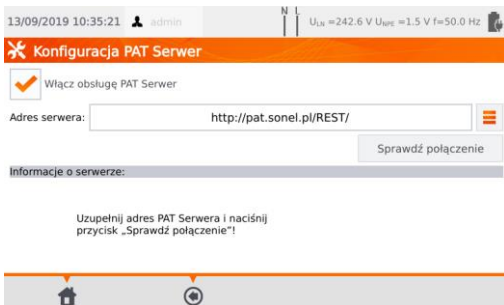 13/09/2019 10:35:21 admin N L U_LN =242.6 V U_NPE =1.5 V f=50.0 Hz
Konfiguracja PAT Serwer
Włącz obsługę PAT Serwer
Adres serwera: http://pat.sonel.pl/REST/
Sprawdź połączenie
Informacje o serwerze:
Uzupełnij adres PAT Serwera i naciśnij
przycisk „Sprawdź połączenie"!